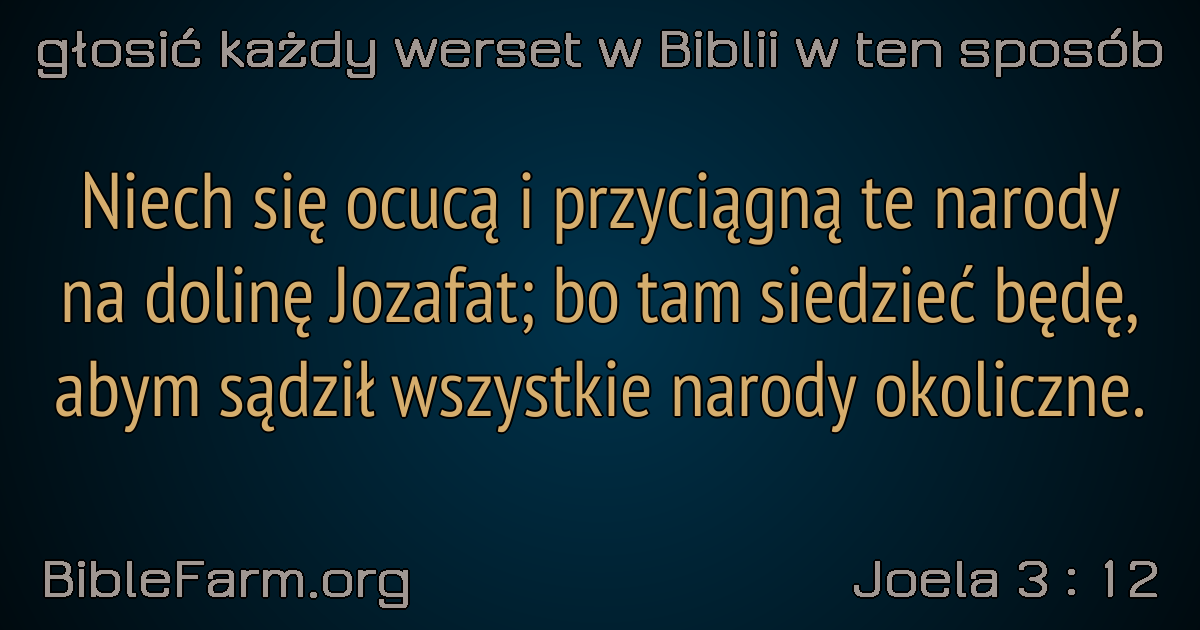 głosić każdy werset w Biblii w ten sposób
Niech się ocucą i przyciągną te narody
na dolinę Jozafat; bo tam siedzieć będę,
abym sądził wszystkie narody okoliczne.
BibleFarm.org
Joela 3 : 12